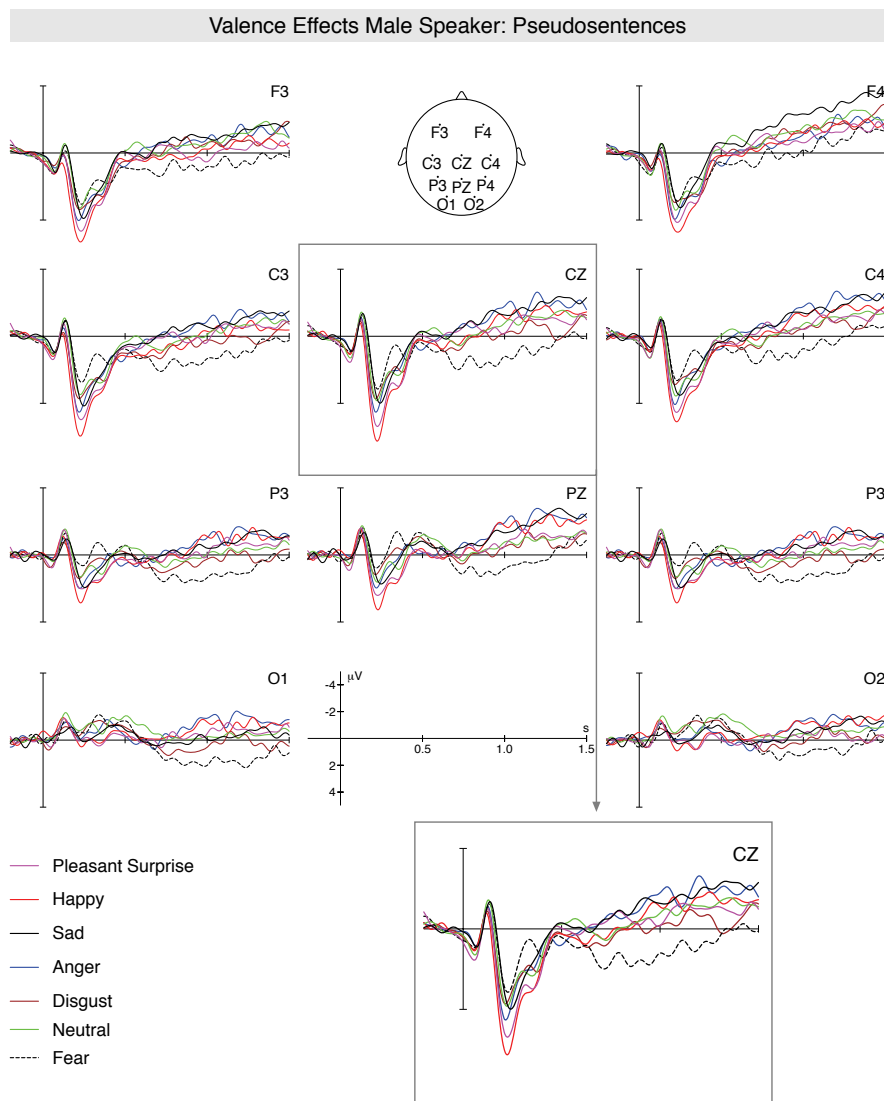 Valence Effects Male Speaker: Pseudosentences
F3
F4
F3 F4
C3 CZ C4
P3 PZ P4
O1 O2
C3
CZ
C4
P3
PZ
P3
O1
O2
µV
-4
-2
s
0.5 1.0 1.5
2
4
CZ
Pleasant Surprise
Happy
Sad
Anger
Disgust
Neutral
Fear